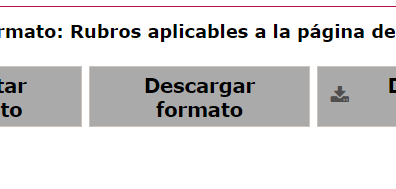 rmato: Rubros aplicables a la página de
tar
to
Descargar
formato
D